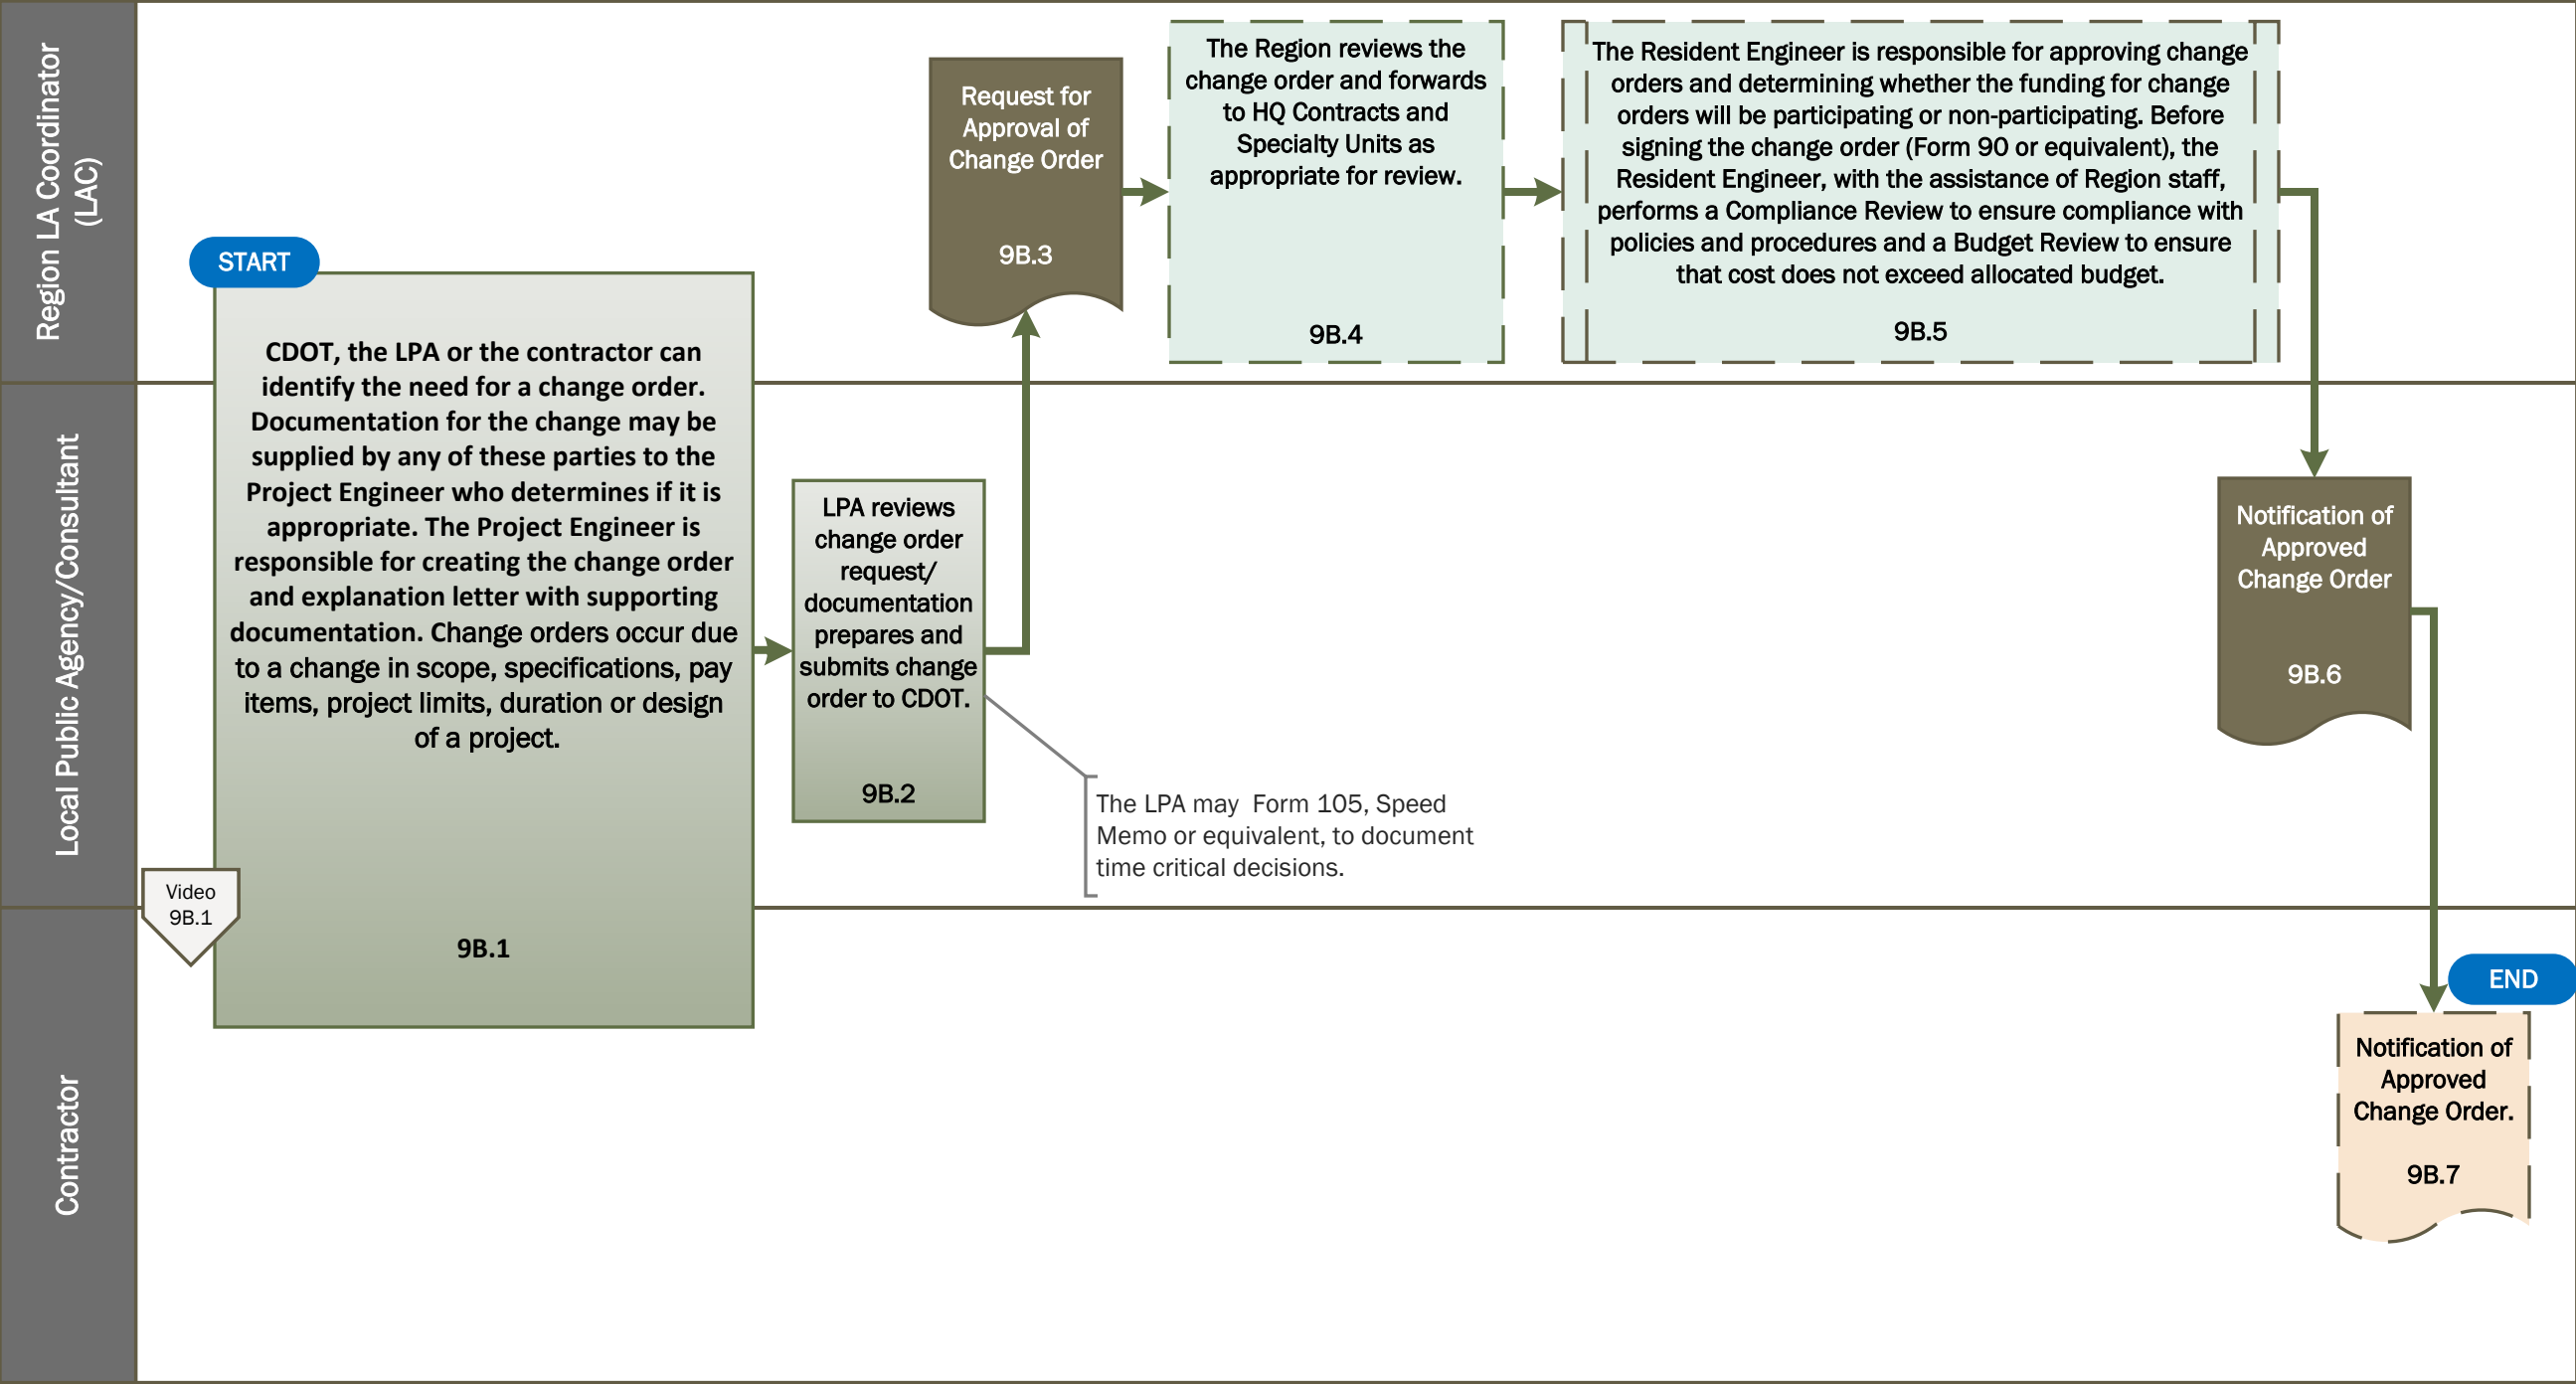 Region LA Coordinator
(LAC)
Local Public Agency/Consultant
Contractor
START
CDOT, the LPA or the contractor can
identify the need for a change order.
Documentation for the change may be
supplied by any of these parties to the
Project Engineer who determines if it is
appropriate. The Project Engineer is
responsible for creating the change order
and explanation letter with supporting
documentation. Change orders occur due
to a change in scope, specifications, pay
items, project limits, duration or design
of a project.
9B.1
Video
9B.1
LPA reviews
change order
request/
documentation
prepares and
submits change
order to CDOT.
9B.2
The LPA may  Form 105, Speed
Memo or equivalent, to document
time critical decisions.
Request for
Approval of
Change Order
9B.3
The Region reviews the
change order and forwards
to HQ Contracts and
Specialty Units as
appropriate for review.
9B.4
The Resident Engineer is responsible for approving change
orders and determining whether the funding for change
orders will be participating or non-participating. Before
signing the change order (Form 90 or equivalent), the
Resident Engineer, with the assistance of Region staff,
performs a Compliance Review to ensure compliance with
policies and procedures and a Budget Review to ensure
that cost does not exceed allocated budget.
9B.5
Notification of
Approved
Change Order
9B.6
END
Notification of
Approved
Change Order.
9B.7